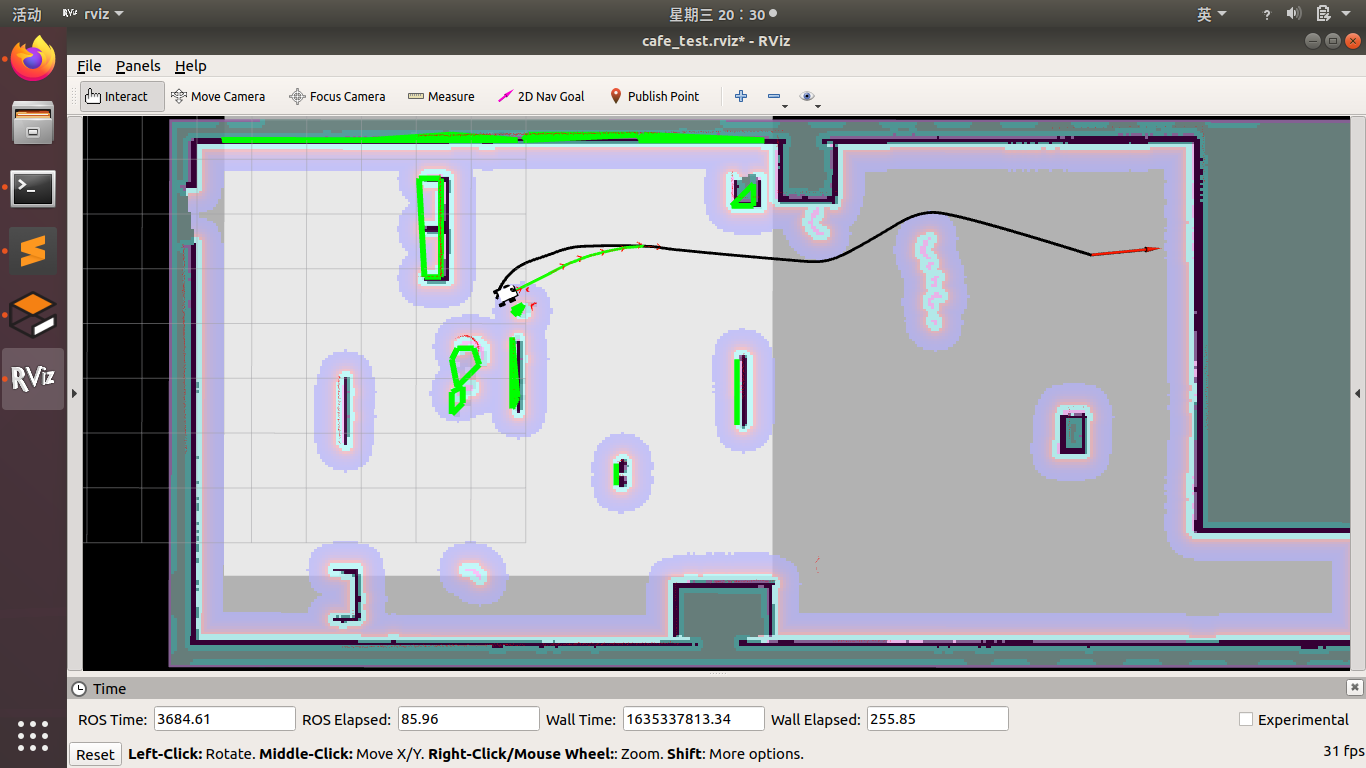 活动 RViz rviz 星期三 20：30 英 ?
cafe_test.rviz* - RViz
File Panels Help
Interact Move Camera Focus Camera Measure 2D Nav Goal Publish Point
RViz
Time
ROS Time: 3684.61 ROS Elapsed: 85.96 Wall Time: 1635337813.34 Wall Elapsed: 255.85 Experimental
Reset Left-Click: Rotate. Middle-Click: Move X/Y. Right-Click/Mouse Wheel:: Zoom. Shift: More options. 31 fps